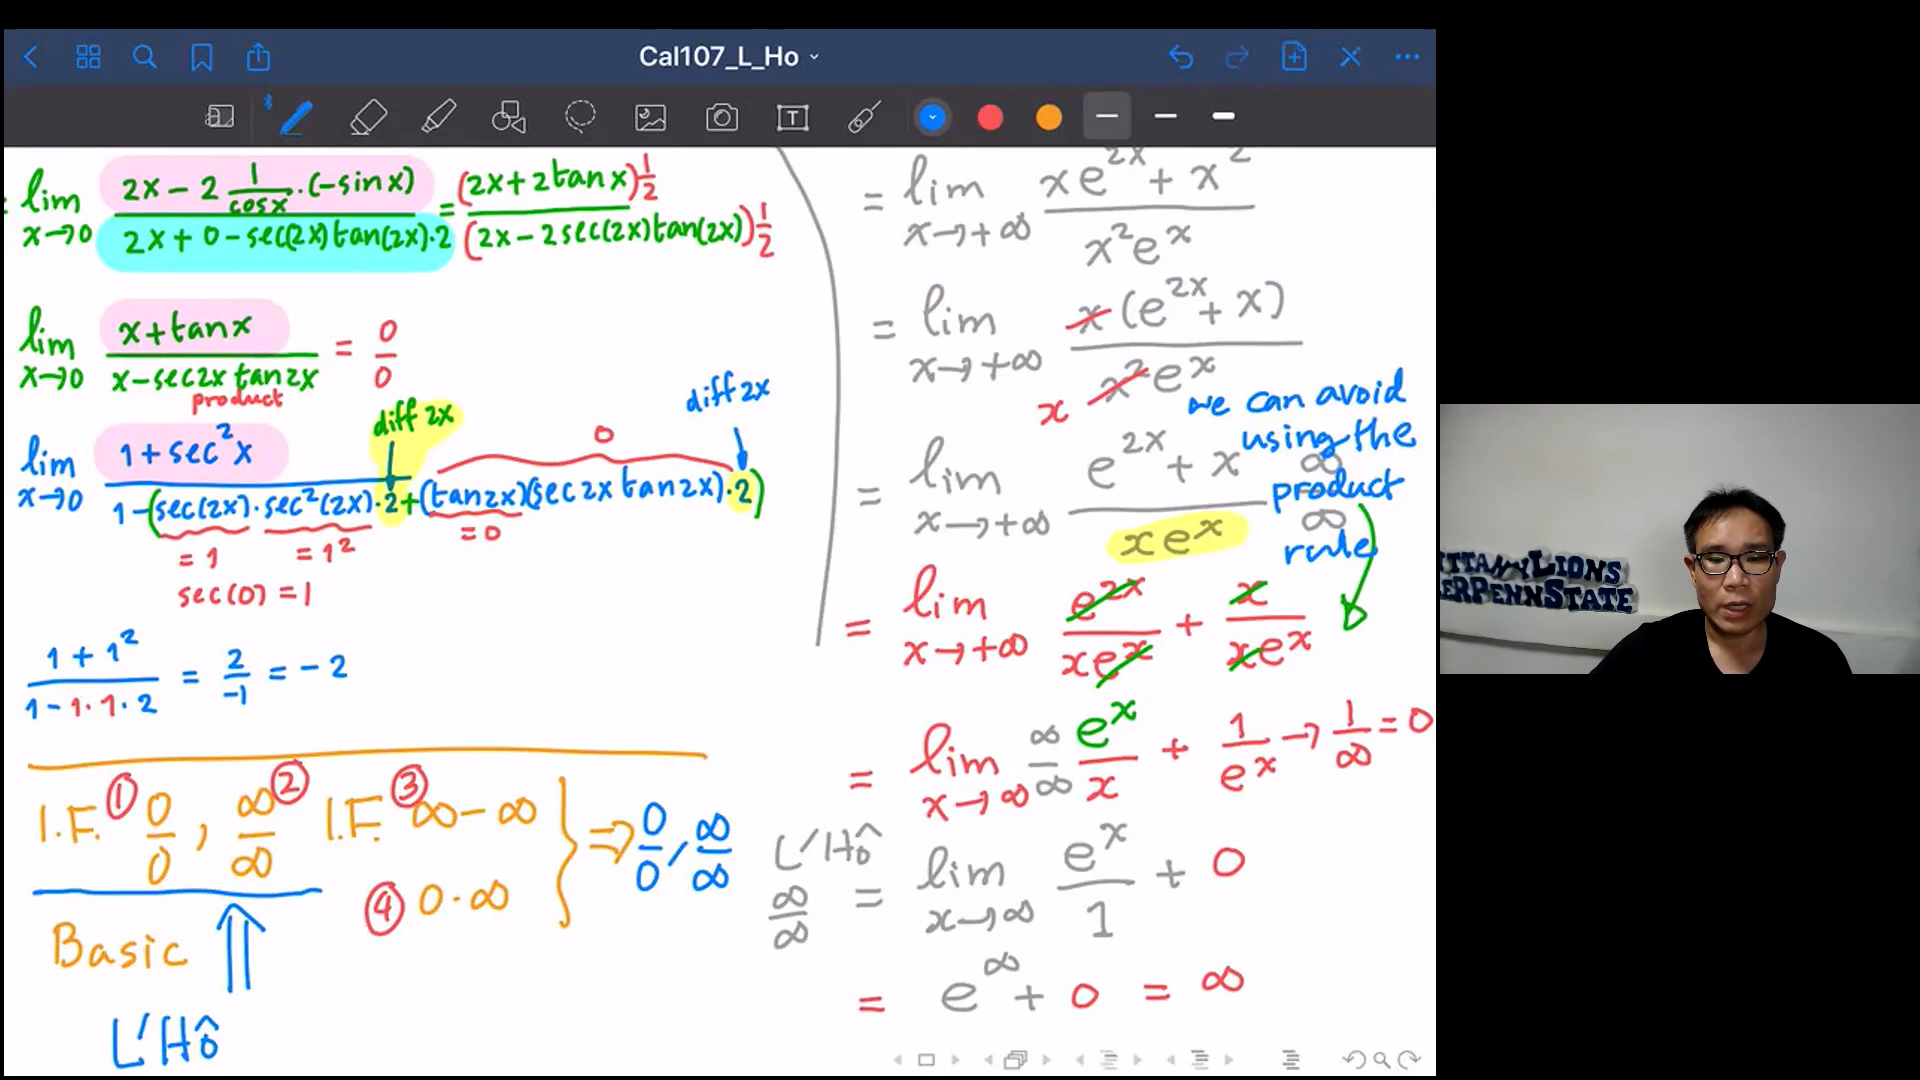 Cal107_L_Ho
T
= lim x→0 (2x - 2 1/cosx · (-sinx)) / (2x + 0 - sec(2x)tan(2x)·2) = (2x + 2tanx)1/2 / (2x - 2sec(2x)tan(2x))1/2
lim x→0 (x + tanx) / (x - sec2x tan2x) = 0/0
product
diff 2x
diff 2x
0
lim x→0 (1 + sec²x) / (1 - (sec(2x)·sec²(2x)·2 + (tan2x)(sec2x tan2x)·2))
= 1 = 1² = 0
sec(0) = 1
(1 + 1²) / (1 - 1·1·2) = 2/-1 = -2
I.F. ① 0/0 , ∞/∞ ② I.F. ③ ∞ - ∞ } ⇒ 0/0 , ∞/∞
④ 0·∞
Basic
L'Hô
= lim x→+∞ (xe^2x + x²) / (x²e^x)
= lim x→+∞ x(e^2x + x) / (x²e^x)
x
we can avoid
using the
product
rule
= lim x→+∞ (e^2x + x) / (xe^x) ∞/∞
= lim x→+∞ e^2x/(xe^x) + x/(xe^x)
= lim x→∞ ∞/∞ e^x/x + 1/e^x → 1/∞ = 0
L'Hô ∞/∞ = lim x→∞ e^x/1 + 0
= e^∞ + 0 = ∞
TTANY LIONS
ERPENNSTATE